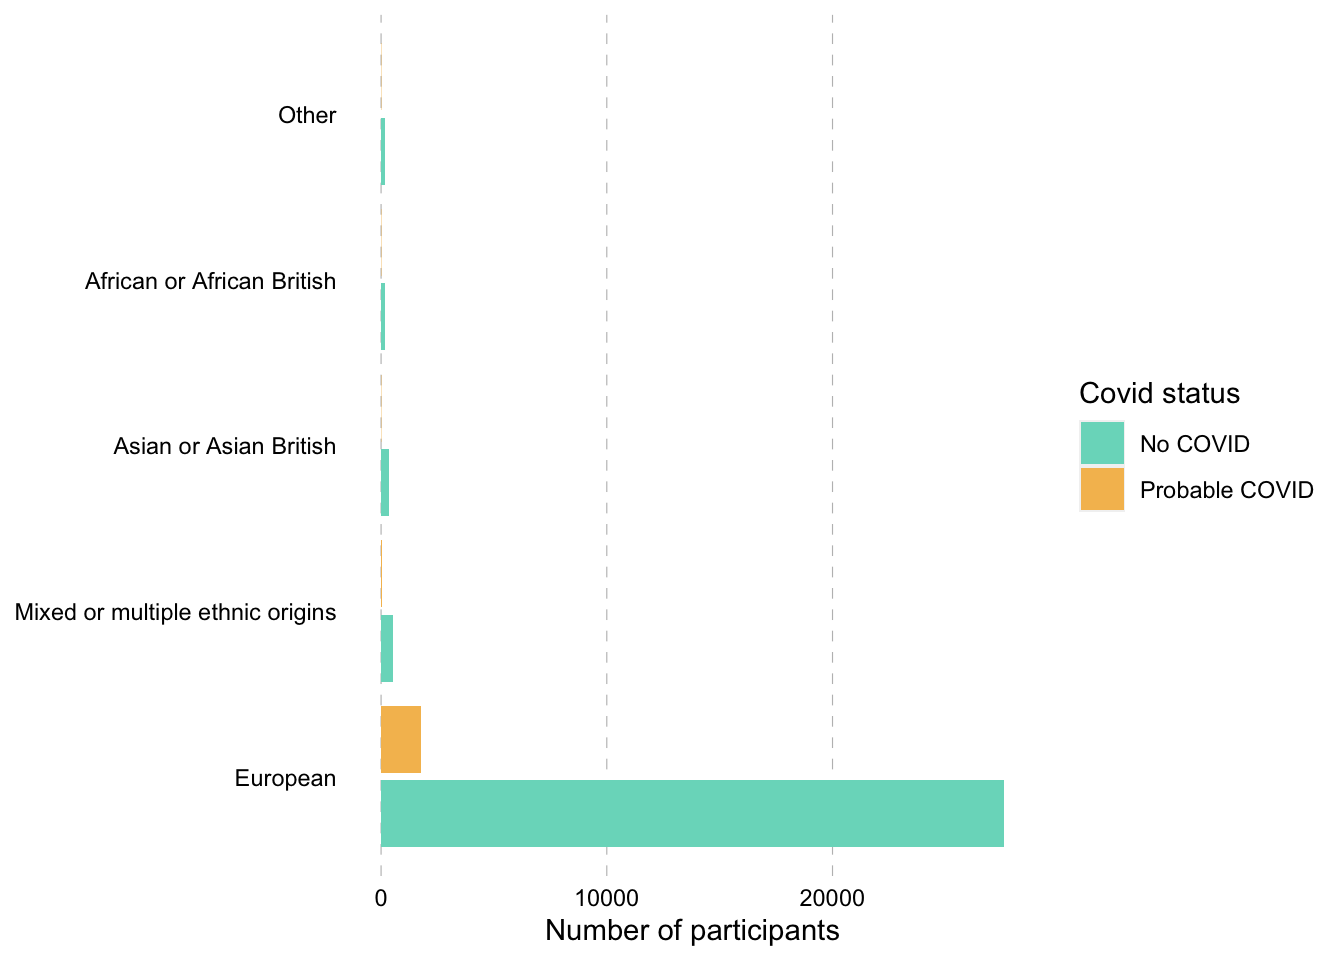 Other
African or African British
Asian or Asian British
Mixed or multiple ethnic origins
European
0 10000 20000
Number of participants
Covid status
No COVID
Probable COVID